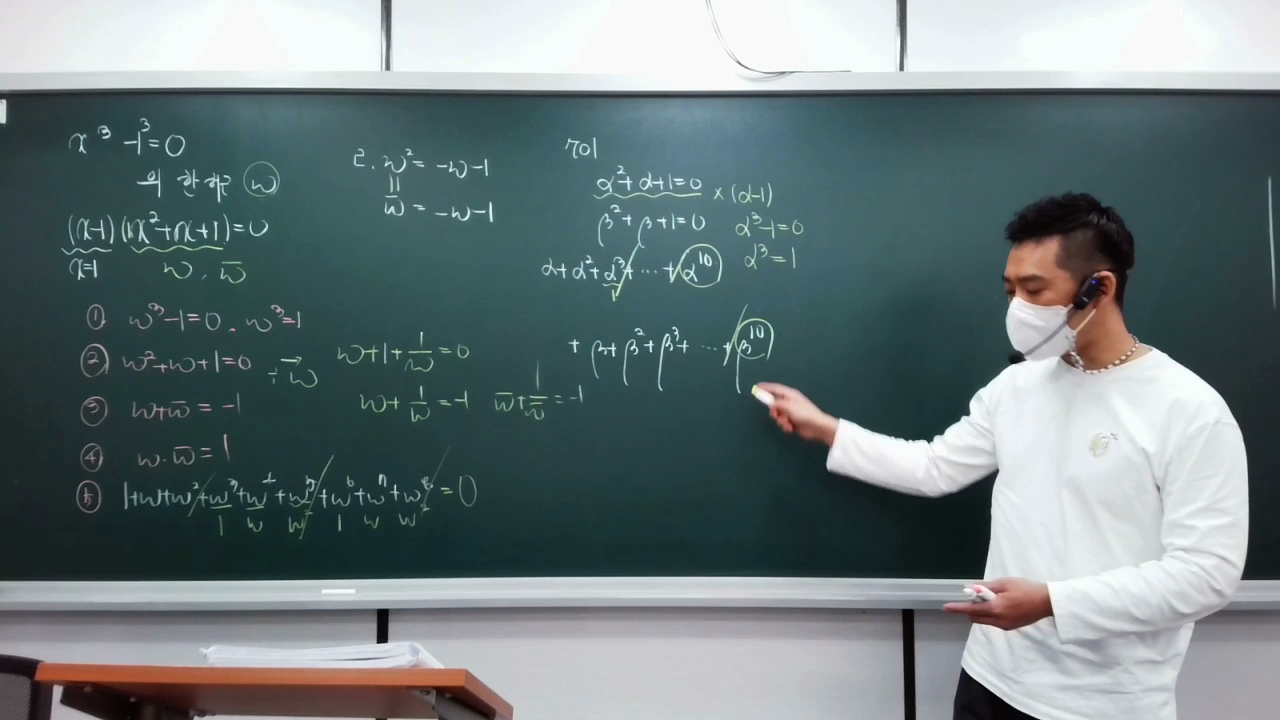 x³ -1³=0
의 한 허근 ω
(x-1)(x²+x+1)=0
x=1 ω, ω̅
① ω³-1=0. ω³=1
② ω²+ω+1=0 ÷ω ω+1+1/ω=0
ω+1/ω=-1 ω̅+1/ω̅=-1
③ ω+ω̅=-1
④ ω·ω̅=1
⑤ 1+ω+ω²+ω³+ω⁴+ω⁵+ω⁶+ω⁷+ω⁸=0
1 ω ω² 1 ω ω²
2. ω²=-ω-1
=
ω̅=-ω-1
701
α²+α+1=0 ×(α-1)
β²+β+1=0 α³-1=0
α³=1
α+α²+α³+⋯+α¹⁰
1
+β+β²+β³+⋯+β¹⁰